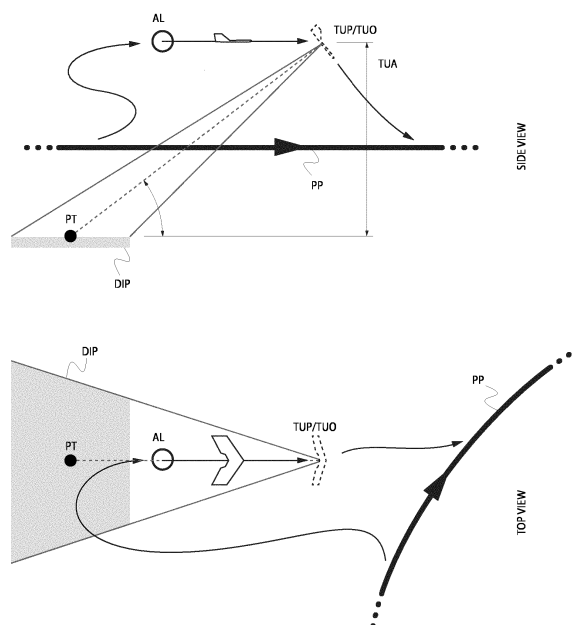 AL
TUP/TUO
TUA
SIDE VIEW
PP
PT
DIP
DIP
PP
TUP/TUO
AL
PT
TOP VIEW